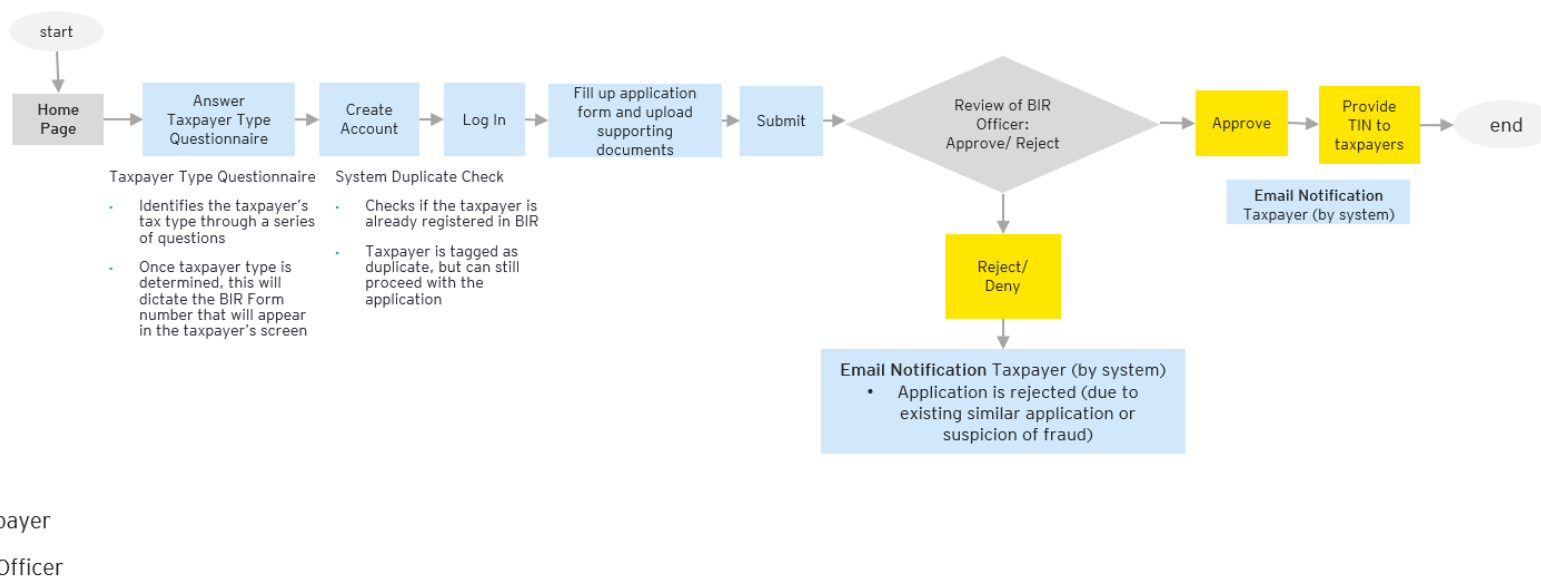 start
Home
Page
Answer
Taxpayer Type
Questionnaire
Create
Account
Log In
Fill up application
form and upload
supporting
documents
Submit
Review of BIR
Officer:
Approve/ Reject
Approve
Provide
TIN to
taxpayers
end
Taxpayer Type Questionnaire
- Identifies the taxpayer's
tax type through a series
of questions
- Once taxpayer type is
determined, this will
dictate the BIR Form
number that will appear
in the taxpayer's screen
System Duplicate Check
- Checks if the taxpayer is
already registered in BIR
- Taxpayer is tagged as
duplicate, but can still
proceed with the
application
Email Notification
Taxpayer (by system)
Reject/
Deny
Email Notification Taxpayer (by system)
• Application is rejected (due to
existing similar application or
suspicion of fraud)
payer
Officer